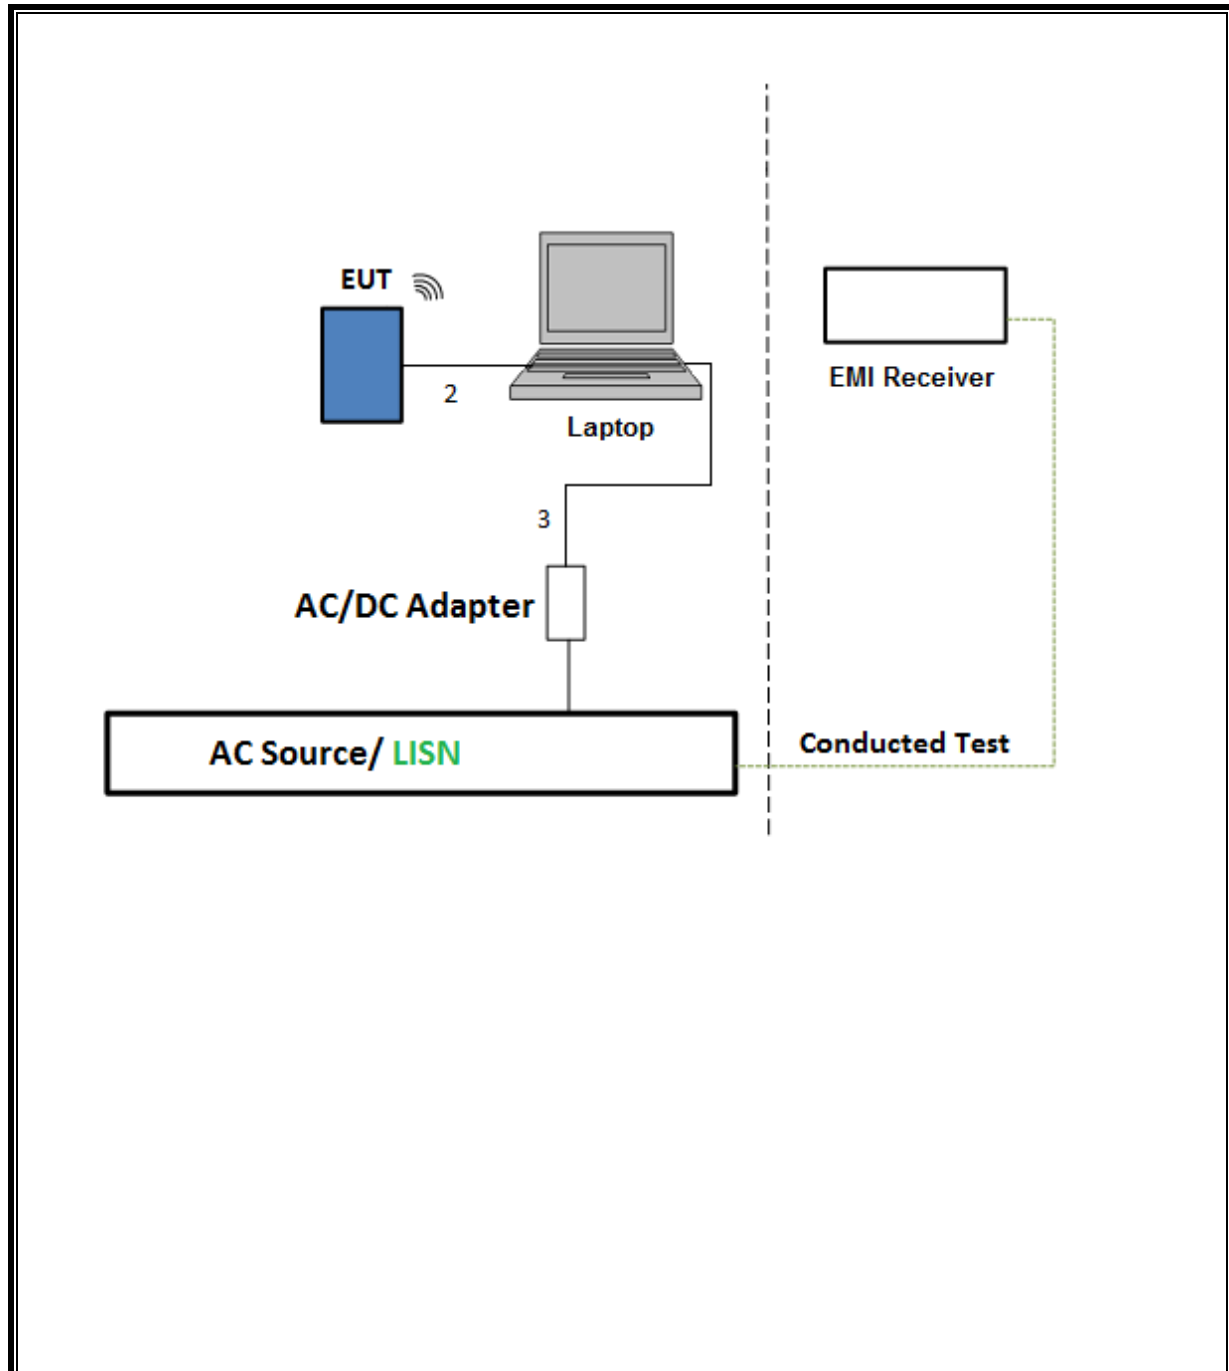 EUT
2
EMI Receiver
Laptop
3
AC/DC Adapter
AC Source/ LISN
Conducted Test